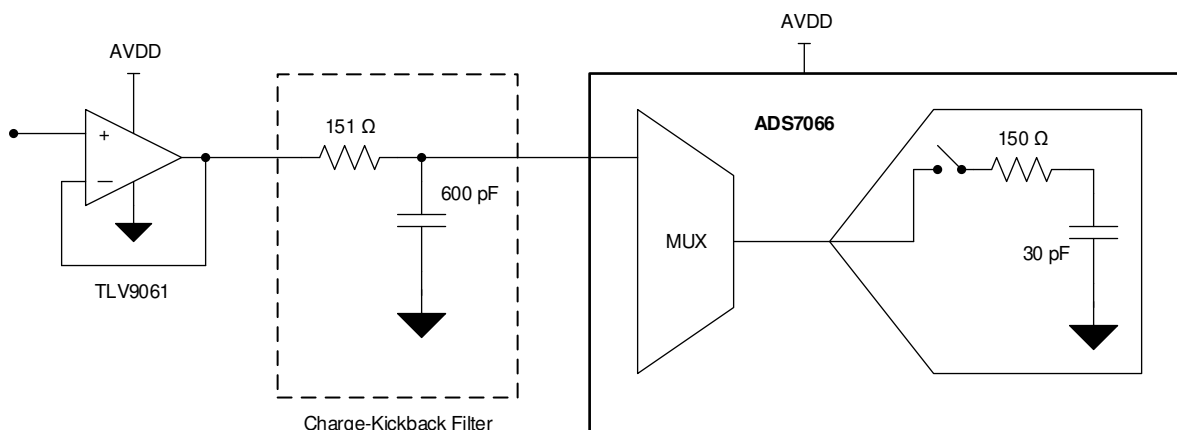 AVDD
AVDD
151 Ω
ADS7066
150 Ω
+
−
600 pF
MUX
30 pF
TLV9061
Charge-Kickback Filter